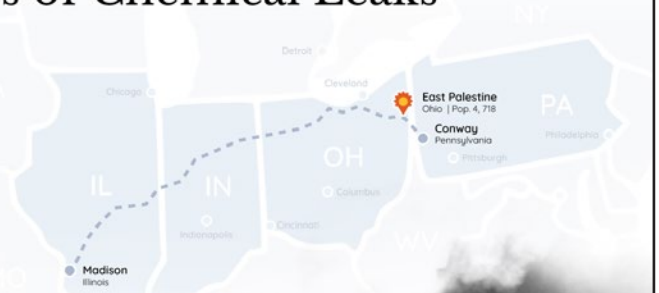 s of Chemical Leaks
NY
Detroit
Cleveland
Chicago
East Palestine
Ohio | Pop. 4, 718
PA
Conway
Pennsylvania
Philadelphia
Pittsburgh
OH
IL
IN
Columbus
Cincinnati
Indianapolis
WV
MO
Madison
Illinois